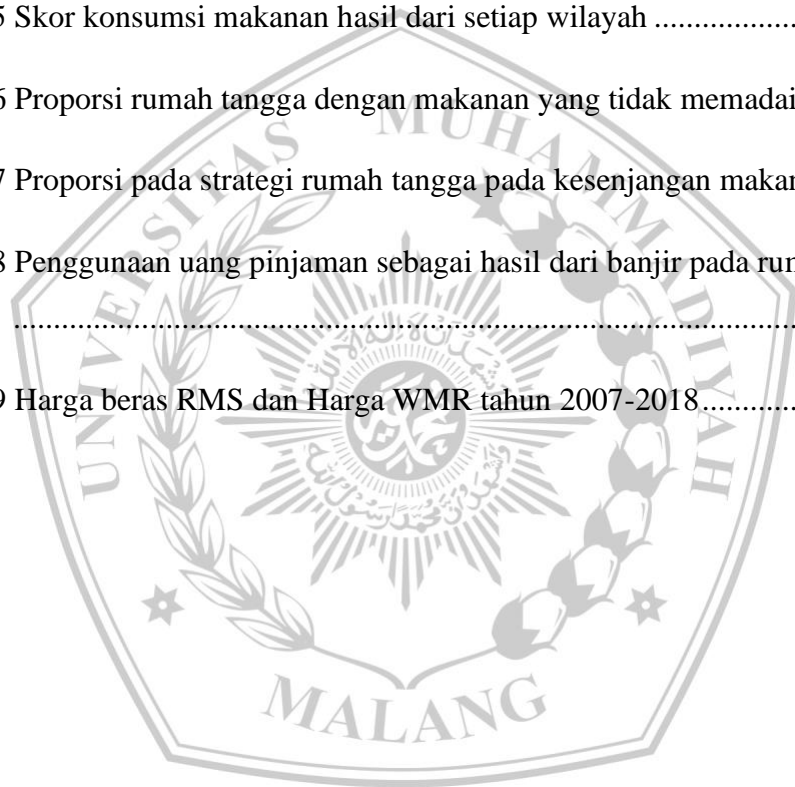 5 Skor konsumsi makanan hasil dari setiap wilayah ..................
6 Proporsi rumah tangga dengan makanan yang tidak memadai
7 Proporsi pada strategi rumah tangga pada kesenjangan
8 Penggunaan uang pinjaman sebagai hasil dari banjir pada
....................................................................................................
9 Harga beras RMS dan Harga WMR tahun 2007-2018............
UNIVERSITAS MUHAMMADIYAH
MALANG